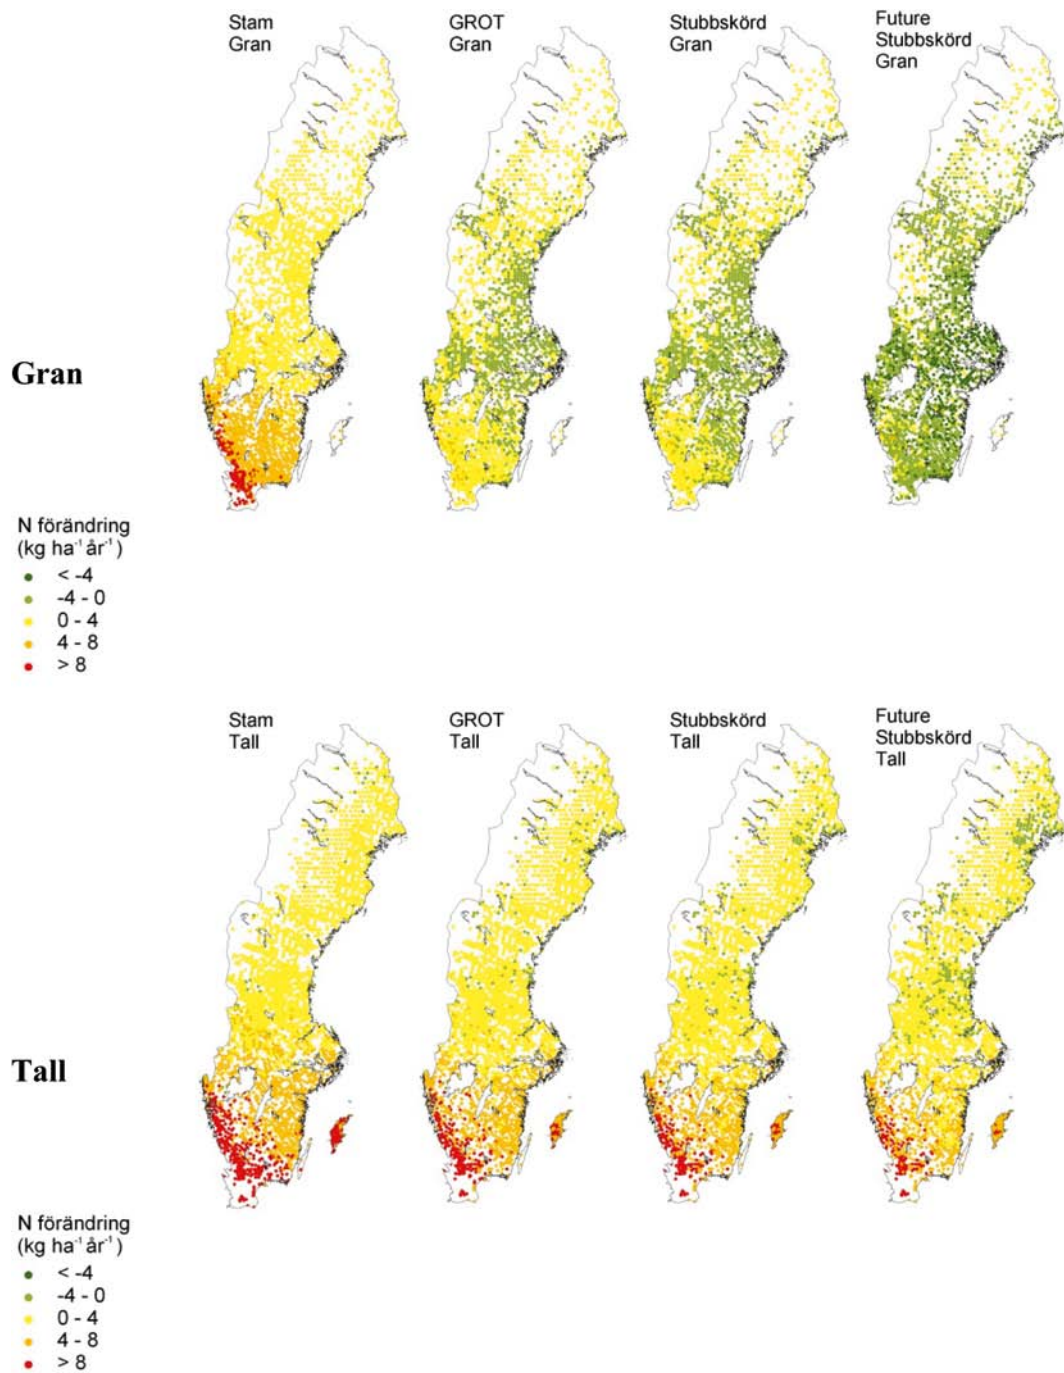 Stam
Gran
GROT
Gran
Stubbskörd
Gran
Future
Stubbskörd
Gran
Gran
N förändring
(kg ha⁻¹ år⁻¹)
< -4
-4 - 0
0 - 4
4 - 8
> 8
Stam
Tall
GROT
Tall
Stubbskörd
Tall
Future
Stubbskörd
Tall
Tall
N förändring
(kg ha⁻¹ år⁻¹)
< -4
-4 - 0
0 - 4
4 - 8
> 8